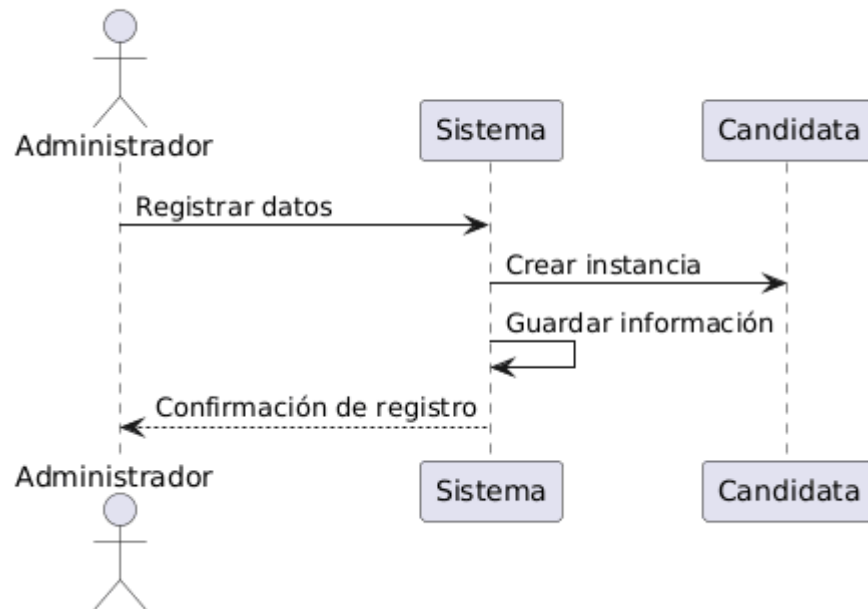 Administrador
Sistema
Candidata
Registrar datos
Crear instancia
Guardar información
Confirmación de registro
Administrador
Sistema
Candidata